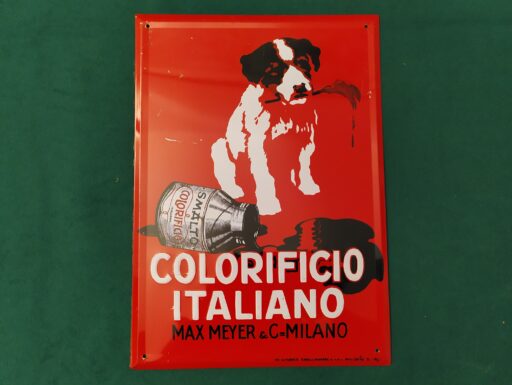 SMALTO
COLORIFICIO
COLORIFICIO
ITALIANO
MAX MEYER & C= MILANO